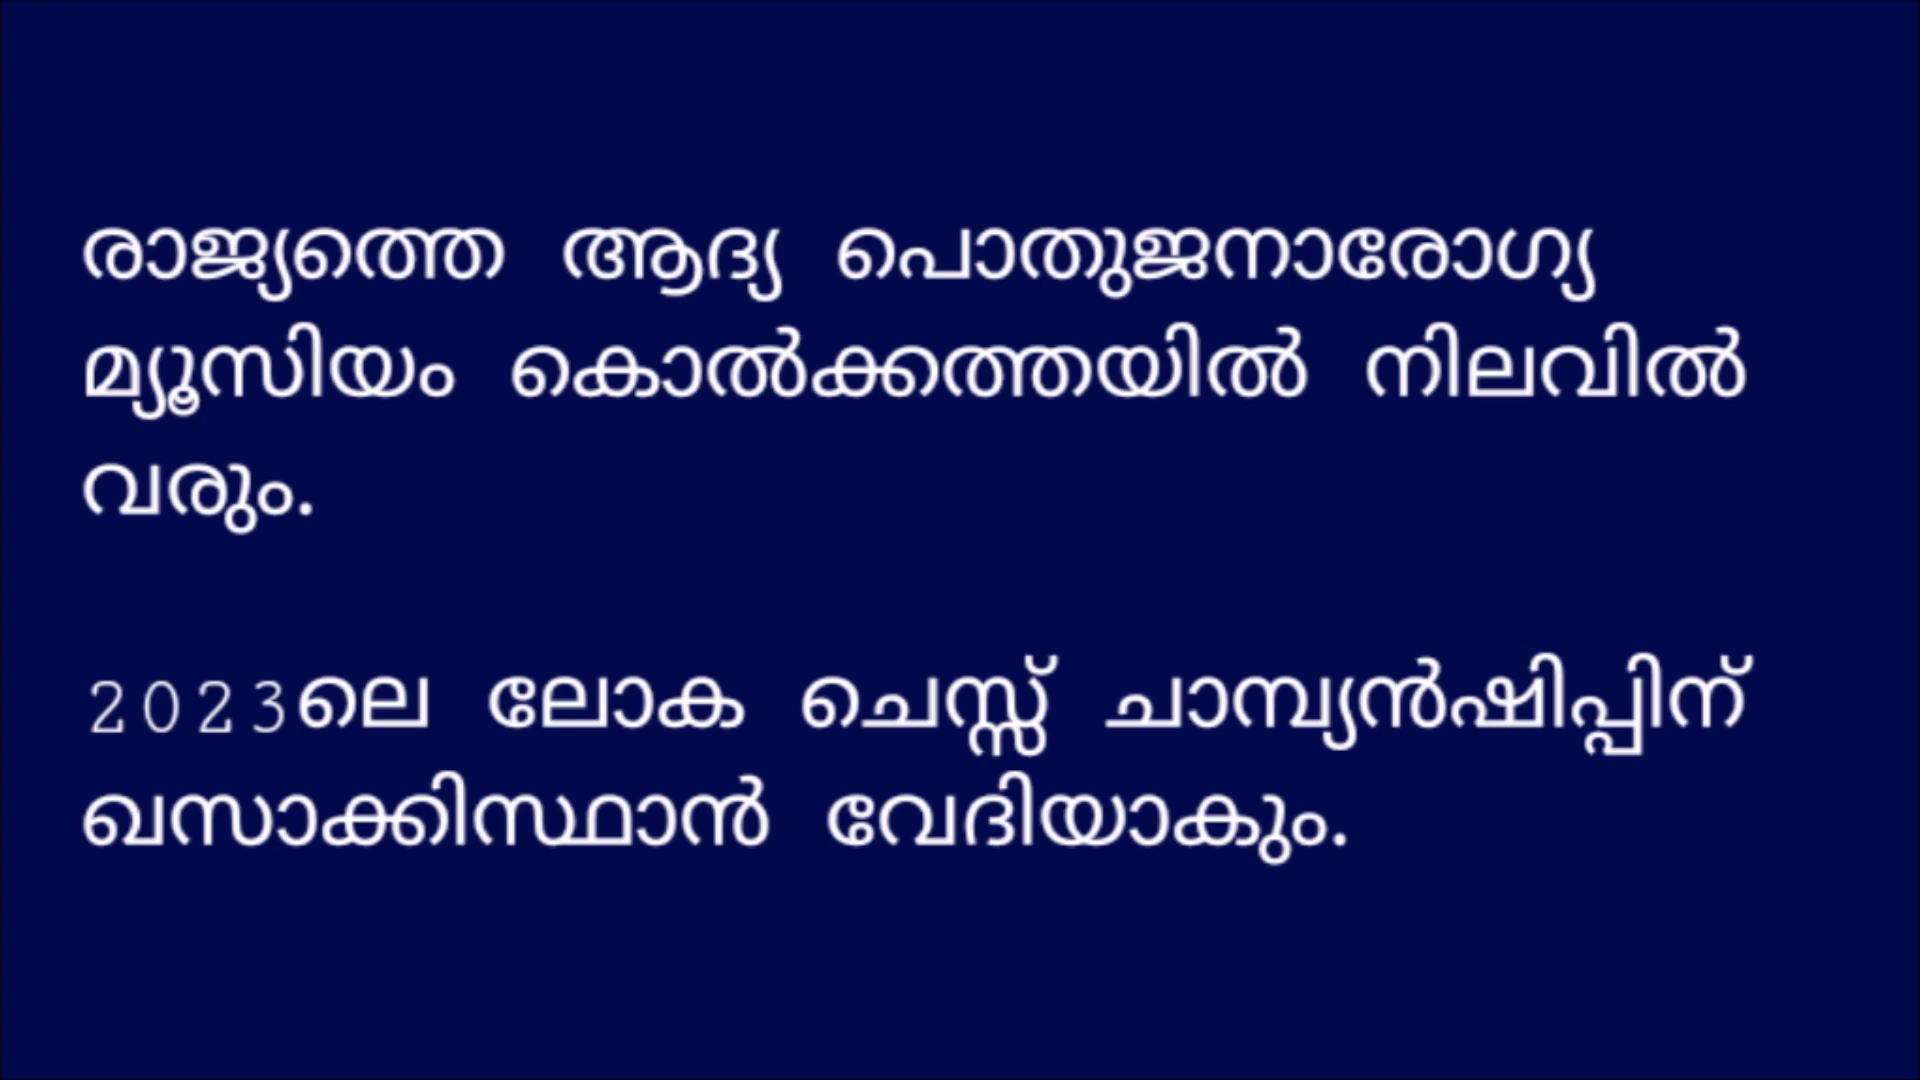 രാജ്യത്തെ ആദ്യ പൊതുജനാരോഗ്യ
മ്യൂസിയം കൊൽക്കത്തയിൽ നിലവിൽ
വരും.
2023ലെ ലോക ചെസ്സ് ചാമ്പ്യൻഷിപ്പിന്
ഖസാക്കിസ്ഥാൻ വേദിയാകും.